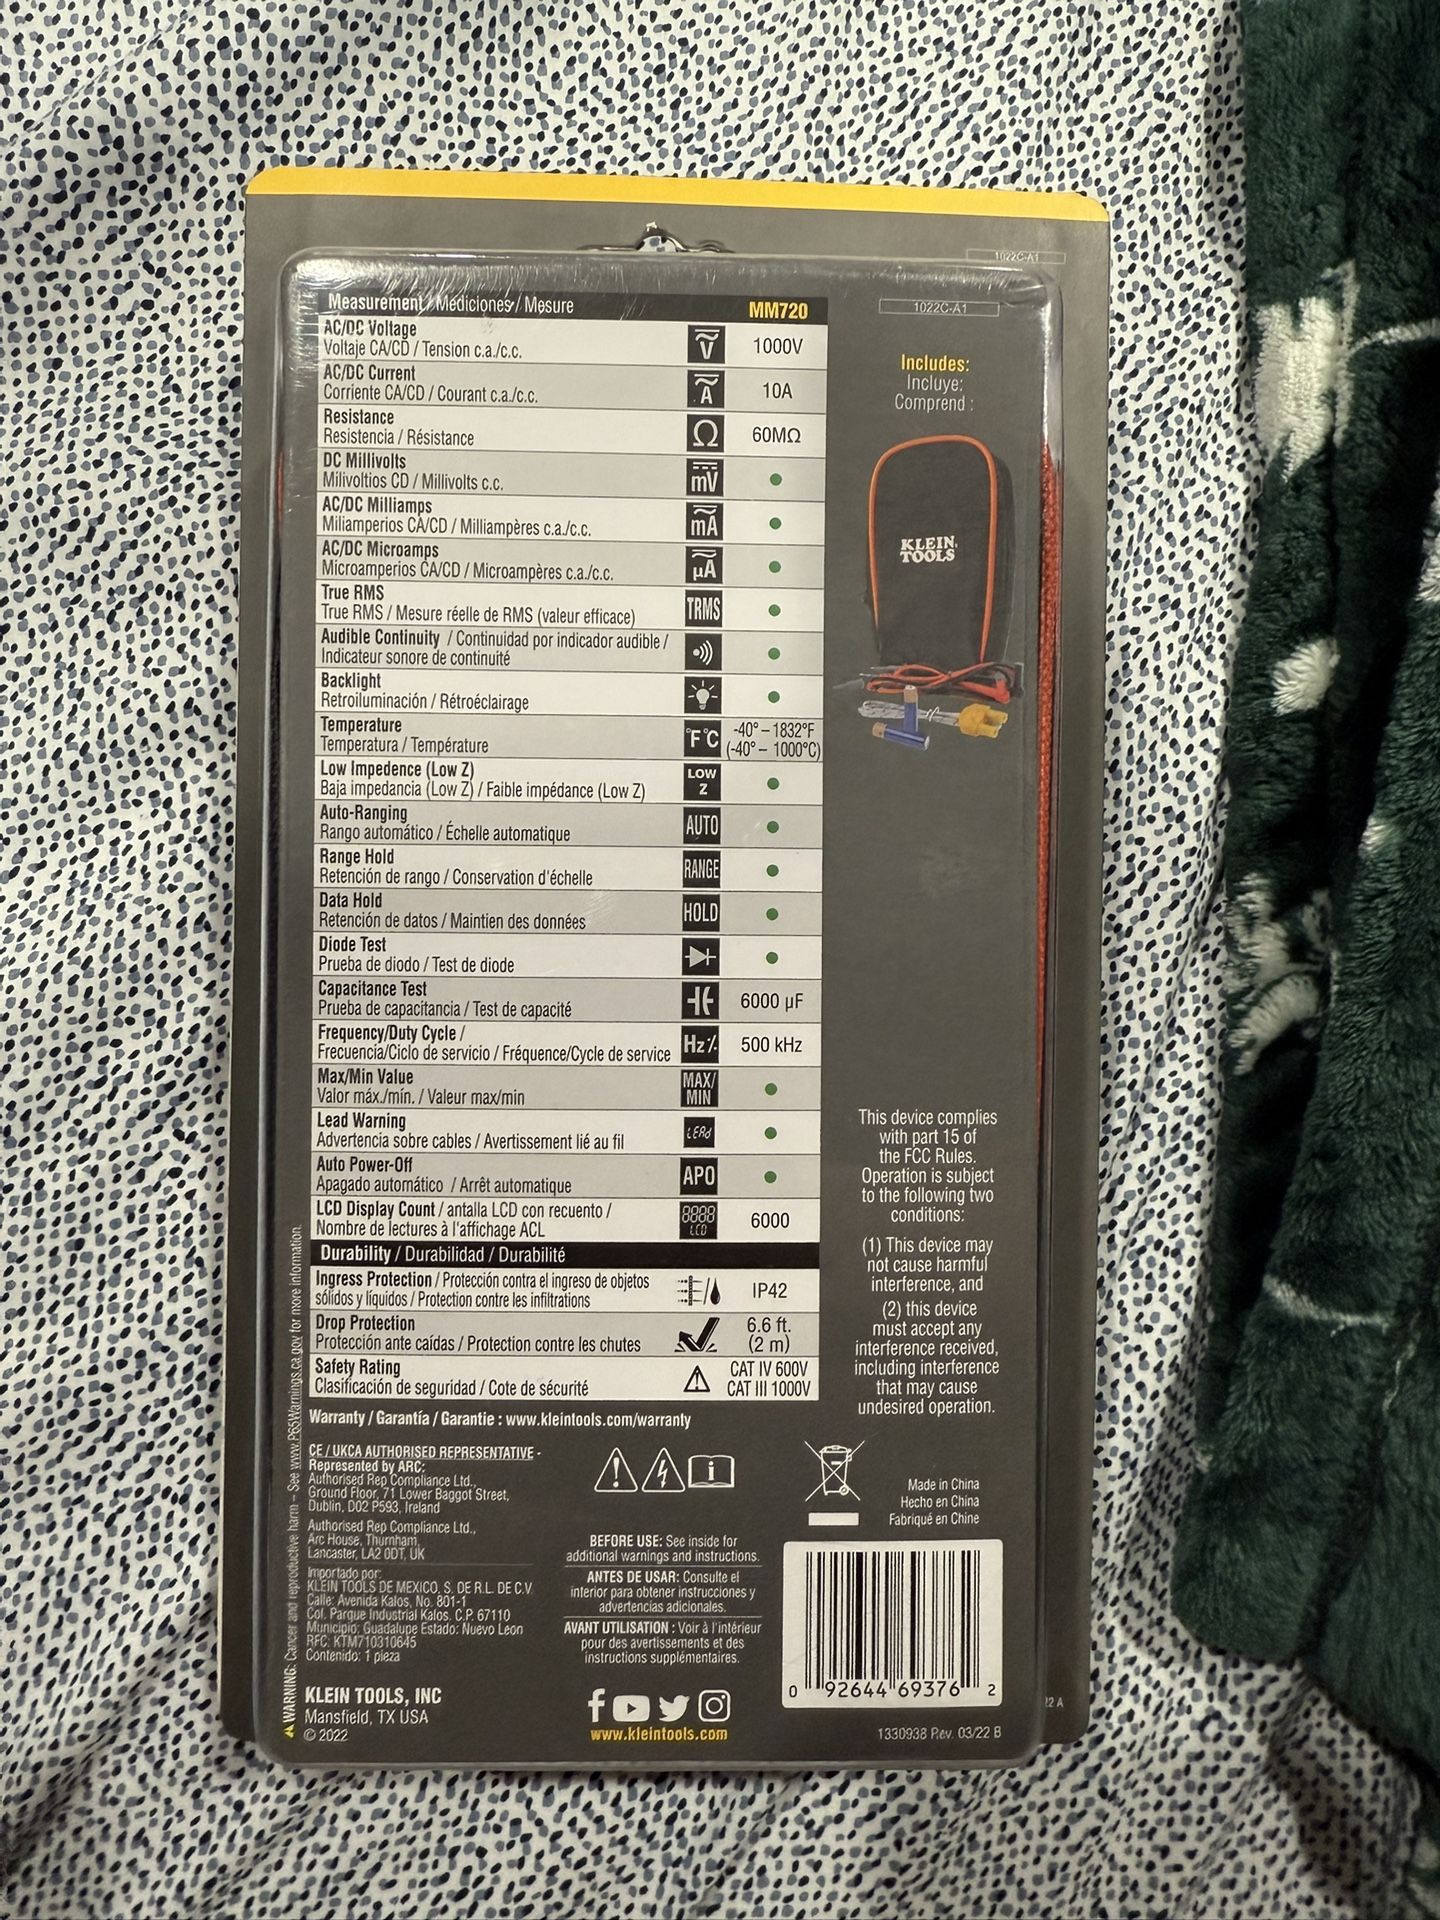 1022C-A1
Measurement / Mediciones / Mesure MM720
AC/DC Voltage
Voltaje CA/CD / Tension c.a./c.c. V 1000V
AC/DC Current
Corriente CA/CD / Courant c.a./c.c. A 10A
Resistance
Resistencia / Résistance Ω 60MΩ
DC Millivolts
Milivoltios CD / Millivolts c.c. mV
AC/DC Milliamps
Miliamperios CA/CD / Milliampères c.a./c.c. mA
AC/DC Microamps
Microamperios CA/CD / Microampères c.a./c.c. µA
True RMS
True RMS / Mesure réelle de RMS (valeur efficace) TRMS
Audible Continuity / Continuidad por indicador audible /
Indicateur sonore de continuité
Backlight
Retroiluminación / Rétroéclairage
Temperature
Temperatura / Température °F °C -40° – 1832°F
(-40° – 1000°C)
Low Impedence (Low Z)
Baja impedancia (Low Z) / Faible impédance (Low Z) LOW Z
Auto-Ranging
Rango automático / Échelle automatique AUTO
Range Hold
Retención de rango / Conservation d'échelle RANGE
Data Hold
Retención de datos / Maintien des données HOLD
Diode Test
Prueba de diodo / Test de diode
Capacitance Test
Prueba de capacitancia / Test de capacité 6000 µF
Frequency/Duty Cycle /
Frecuencia/Ciclo de servicio / Fréquence/Cycle de service Hz% 500 kHz
Max/Min Value
Valor máx./mín. / Valeur max/min MAX/ MIN
Lead Warning
Advertencia sobre cables / Avertissement lié au fil LEAd
Auto Power-Off
Apagado automático / Arrêt automatique APO
LCD Display Count / antalla LCD con recuento /
Nombre de lectures à l'affichage ACL 8888 LCD 6000
Durability / Durabilidad / Durabilité
Ingress Protection / Protección contra el ingreso de objetos
sólidos y líquidos / Protection contre les infiltrations IP42
Drop Protection
Protección ante caídas / Protection contre les chutes 6.6 ft.
(2 m)
Safety Rating
Clasificación de seguridad / Cote de sécurité CAT IV 600V
CAT III 1000V
Warranty / Garantía / Garantie : www.kleintools.com/warranty
1022C-A1
Includes:
Incluye:
Comprend :
KLEIN
TOOLS
This device complies
with part 15 of
the FCC Rules.
Operation is subject
to the following two
conditions:
(1) This device may
not cause harmful
interference, and
(2) this device
must accept any
interference received,
including interference
that may cause
undesired operation.
CE / UKCA AUTHORISED REPRESENTATIVE -
Represented by ARC:
Authorised Rep Compliance Ltd.,
Ground Floor, 71 Lower Baggot Street,
Dublin, D02 P593, Ireland
Authorised Rep Compliance Ltd.,
Arc House, Thurnham,
Lancaster, LA2 0DT, UK
Importado por:
KLEIN TOOLS DE MEXICO, S. DE R.L. DE C.V.
Calle: Avenida Kalos, No. 801-1
Col. Parque Industrial Kalos. C.P. 67110
Municipio: Guadalupe Estado: Nuevo Leon
RFC: KTM710310645
Contenido: 1 pieza
KLEIN TOOLS, INC
Mansfield, TX USA
© 2022
WARNING: Cancer and reproductive harm – See www.P65Warnings.ca.gov for more information.
BEFORE USE: See inside for
additional warnings and instructions.
ANTES DE USAR: Consulte el
interior para obtener instrucciones y
advertencias adicionales.
AVANT UTILISATION : Voir à l'intérieur
pour des avertissements et des
instructions supplémentaires.
www.kleintools.com
Made in China
Hecho en China
Fabriqué en Chine
0 92644 69376 2
1330938 Rev. 03/22 B
22 A